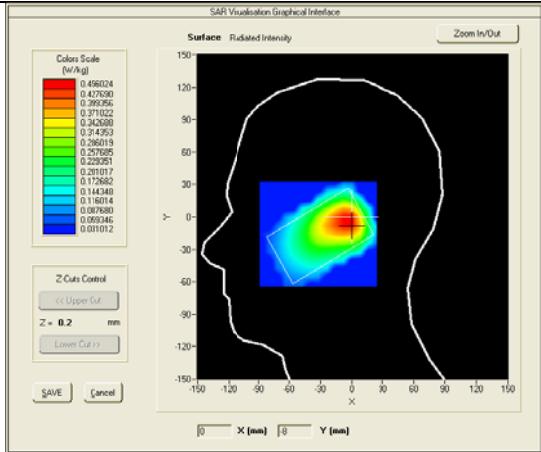 SAR Visualisation Graphical Interface
Surface Radiated Intensity
Zoom In/Out
Colors Scale
(W/kg)
0.496024
0.427690
0.399356
0.371022
0.342688
0.314353
0.286019
0.257685
0.229351
0.201017
0.172682
0.144348
0.116014
0.087680
0.059346
0.031012
Z-Cuts Control
<< Upper Cut
Z = 0.2 mm
Lower Cut >>
SAVE Cancel
150
120
90
60
30
0
-30
-60
-90
-120
-150
Y
-150 -120 -90 -60 -30 0 30 60 90 120 150
X
0 X (mm) -8 Y (mm)